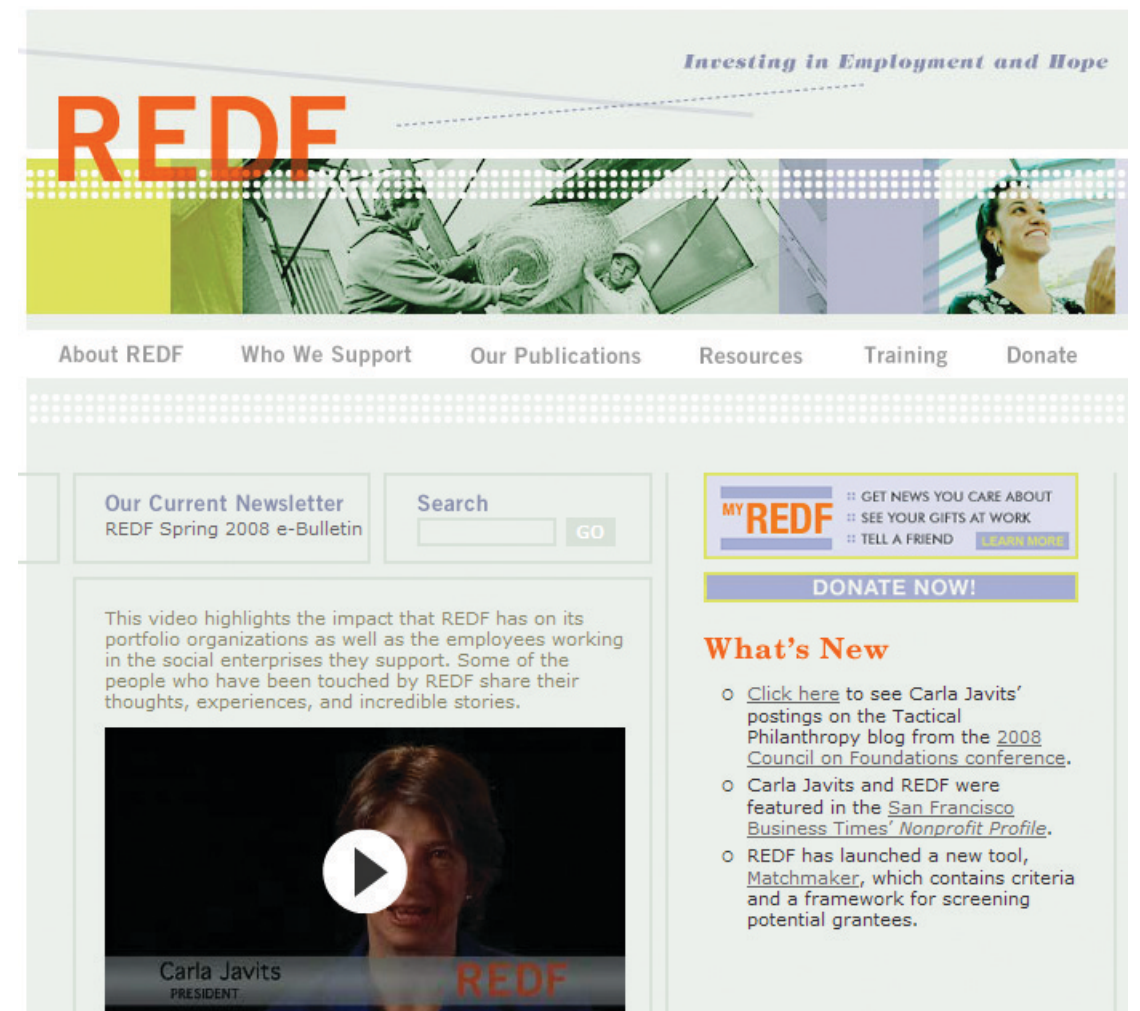 Investing in Employment and Hope
REDF
About REDF Who We Support Our Publications Resources Training Donate
Our Current Newsletter
REDF Spring 2008 e-Bulletin
Search
GO
This video highlights the impact that REDF has on its
portfolio organizations as well as the employees working
in the social enterprises they support. Some of the
people who have been touched by REDF share their
thoughts, experiences, and incredible stories.
Carla Javits
PRESIDENT
REDF
MY REDF
:: GET NEWS YOU CARE ABOUT
:: SEE YOUR GIFTS AT WORK
:: TELL A FRIEND LEARN MORE
DONATE NOW!
What's New
o Click here to see Carla Javits'
postings on the Tactical
Philanthropy blog from the 2008
Council on Foundations conference.
o Carla Javits and REDF were
featured in the San Francisco
Business Times' Nonprofit Profile.
o REDF has launched a new tool,
Matchmaker, which contains criteria
and a framework for screening
potential grantees.